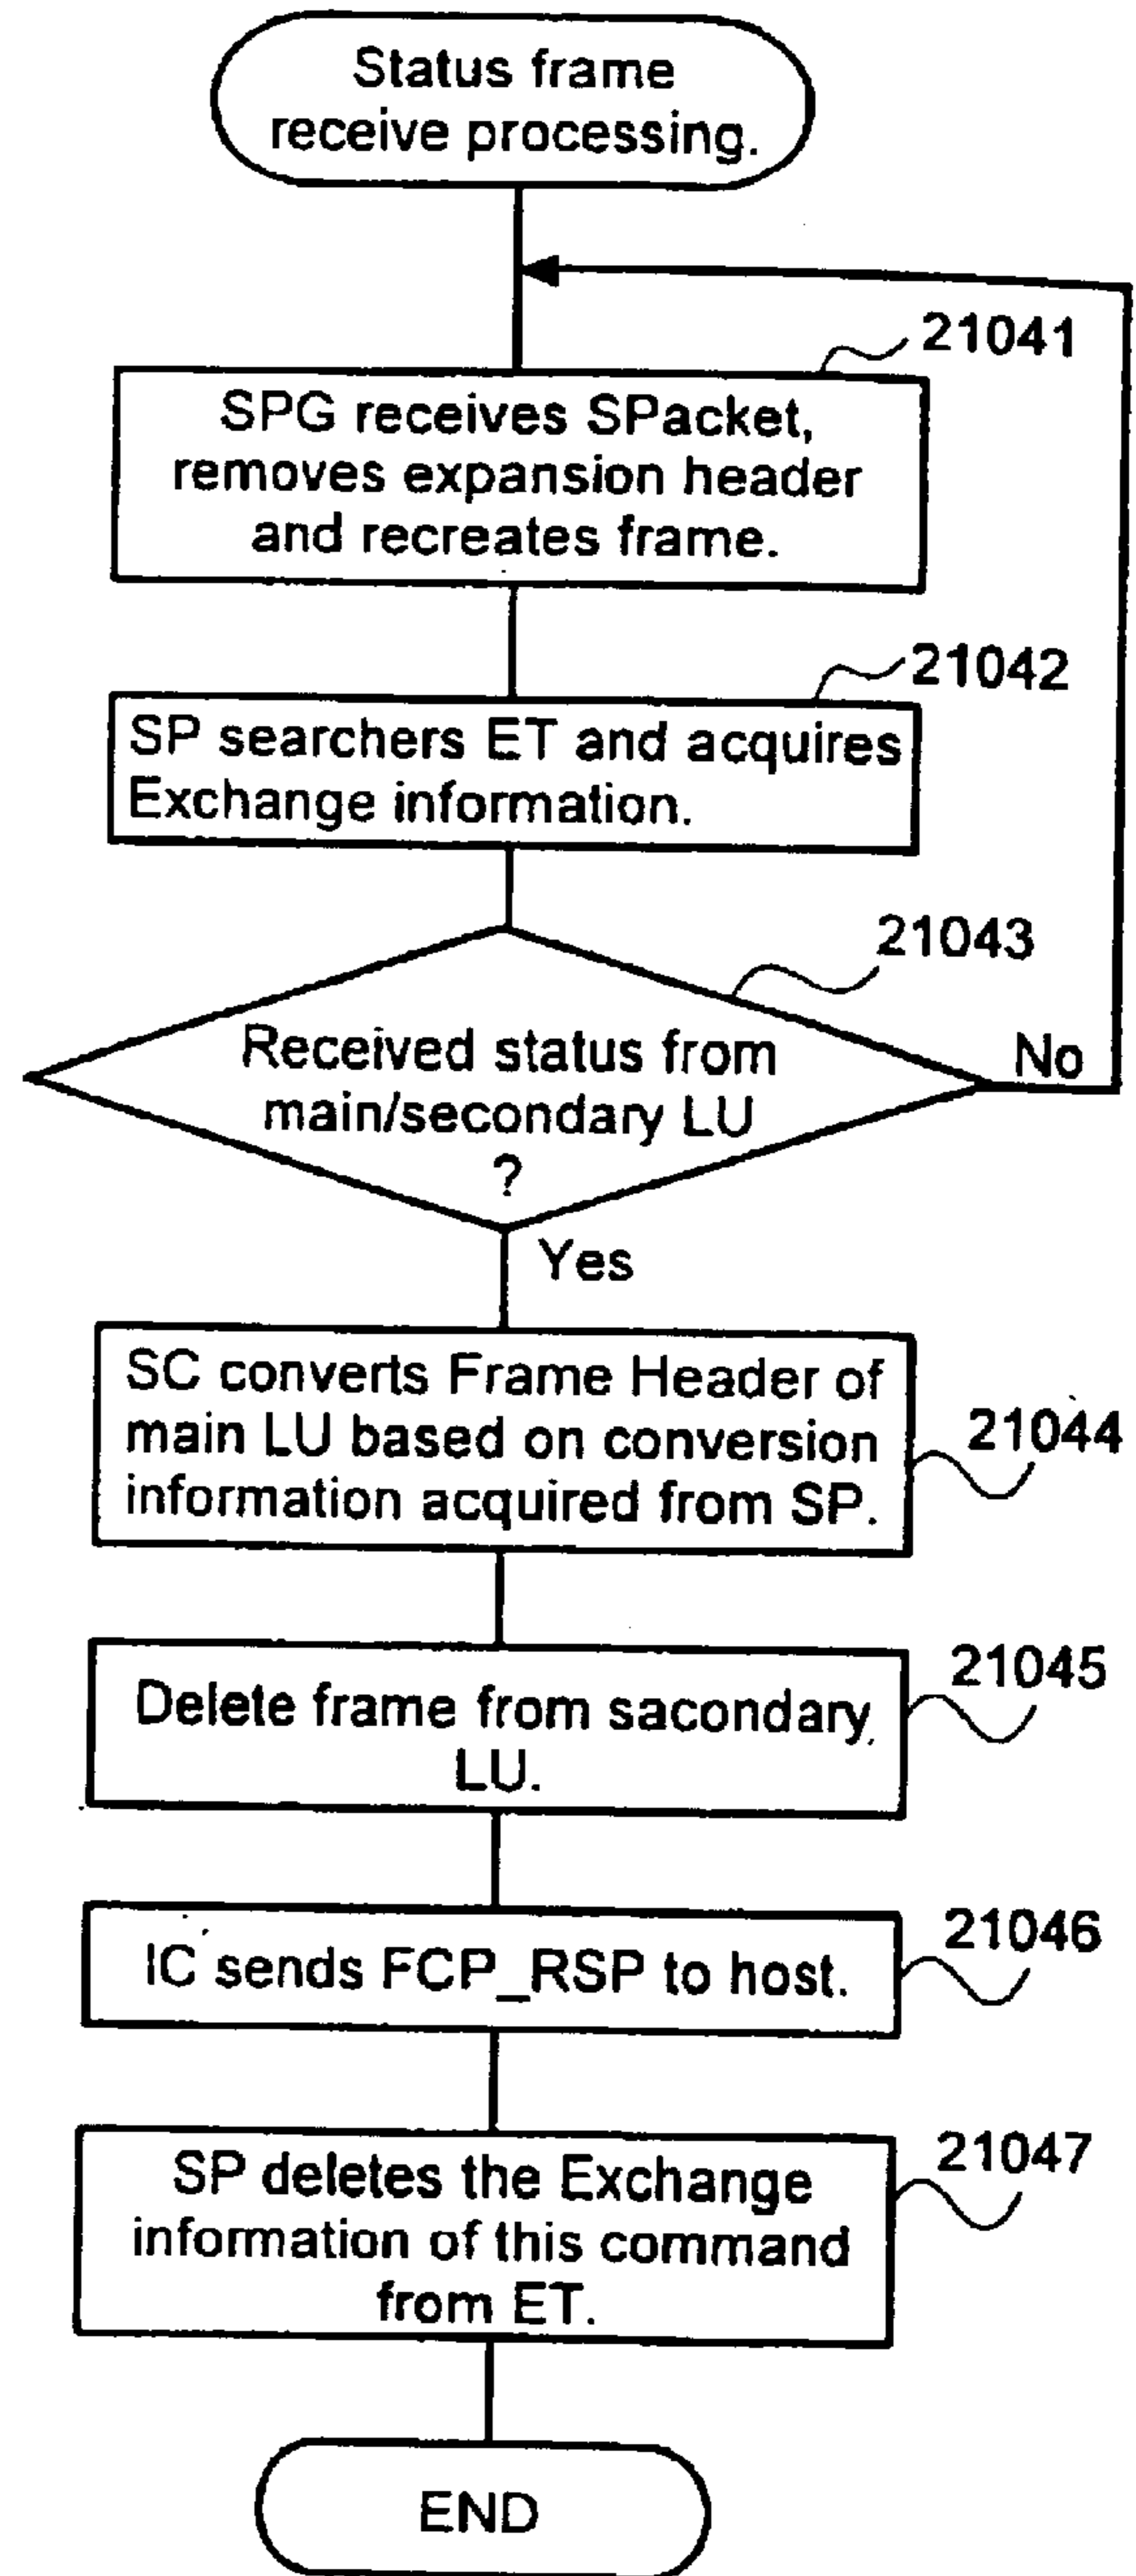 Status frame
receive processing.
21041
SPG receives SPacket,
removes expansion header
and recreates frame.
21042
SP searchers ET and acquires
Exchange information.
21043
Received status from
main/secondary LU
?
No
Yes
SC converts Frame Header of
main LU based on conversion
information acquired from SP.
21044
Delete frame from sacondary
LU.
21045
IC sends FCP_RSP to host.
21046
SP deletes the Exchange
information of this command
from ET.
21047
END